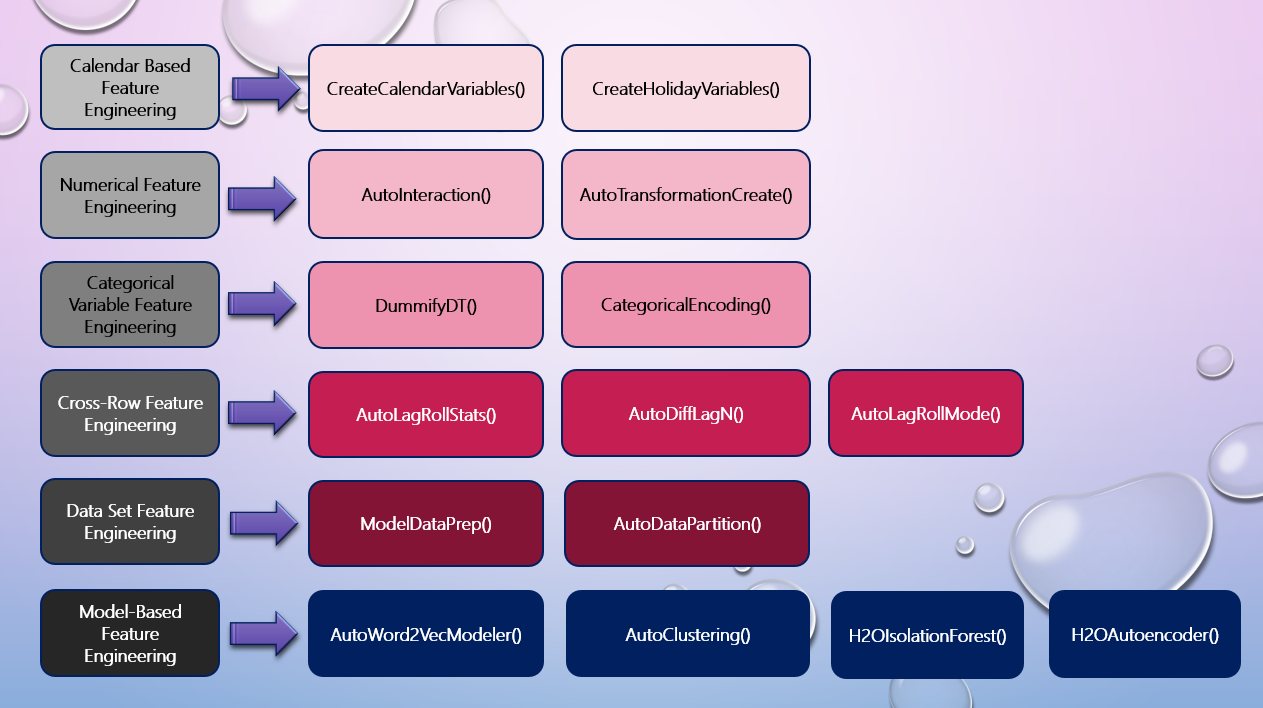 Calendar Based
Feature
Engineering
CreateCalendarVariables()
CreateHolidayVariables()
Numerical Feature
Engineering
AutoInteraction()
AutoTransformationCreate()
Categorical
Variable Feature
Engineering
DummifyDT()
CategoricalEncoding()
Cross-Row Feature
Engineering
AutoLagRollStats()
AutoDiffLagN()
AutoLagRollMode()
Data Set Feature
Engineering
ModelDataPrep()
AutoDataPartition()
Model-Based
Feature
Engineering
AutoWord2VecModeler()
AutoClustering()
H2OIsolationForest()
H2OAutoencoder()